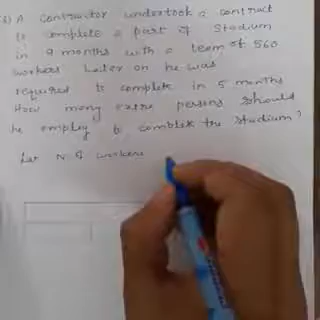 3) A contractor undertook a contract
to complete a part of stadium
in 9 months with a team of 560
workers Later on he was
required to complete in 5 months
How many extra persons should
he employ to complete the stadium?
Let N of workers